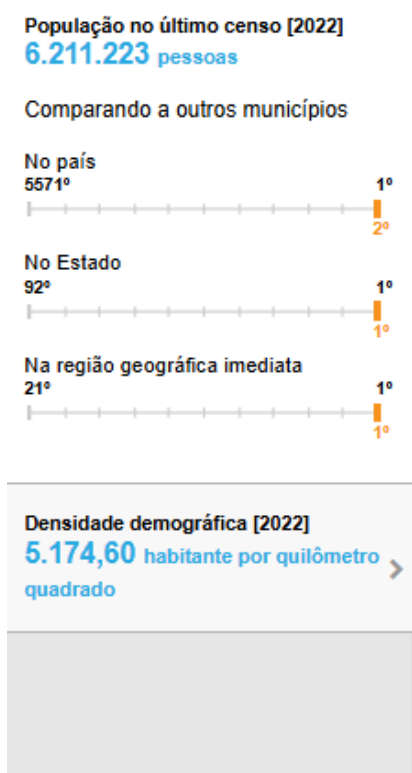 População no último censo [2022]
6.211.223 pessoas
Comparando a outros municípios
No país
5571º 1º
2º
No Estado
92º 1º
1º
Na região geográfica imediata
21º 1º
1º
Densidade demográfica [2022]
5.174,60 habitante por quilômetro
quadrado